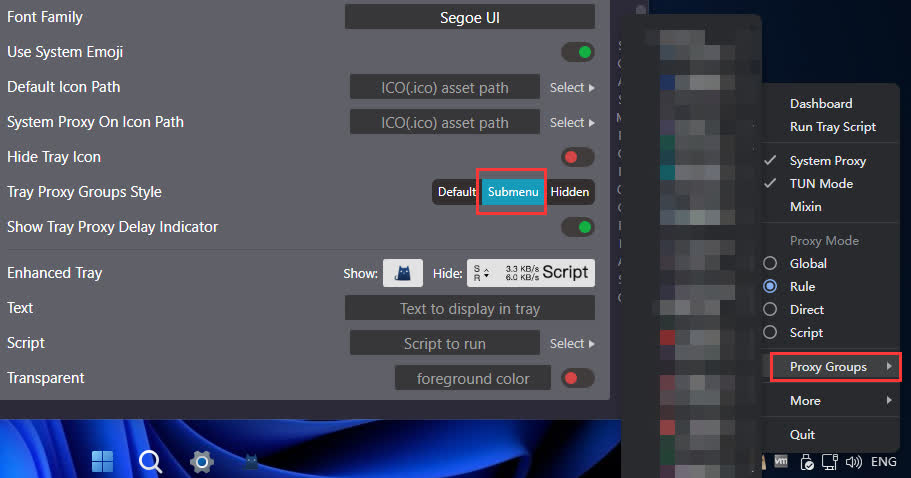 Font Family
Segoe UI
Use System Emoji
Default Icon Path
ICO(.ico) asset path
Select
System Proxy On Icon Path
ICO(.ico) asset path
Select
Hide Tray Icon
Tray Proxy Groups Style
Default Submenu Hidden
Show Tray Proxy Delay Indicator
Enhanced Tray
Show:
Hide:
S 3.3 KB/s
R 6.0 KB/s
Script
Text
Text to display in tray
Script
Script to run
Select
Transparent
foreground color
Dashboard
Run Tray Script
System Proxy
TUN Mode
Mixin
Proxy Mode
Global
Rule
Direct
Script
Proxy Groups
More
Quit
vm
ENG